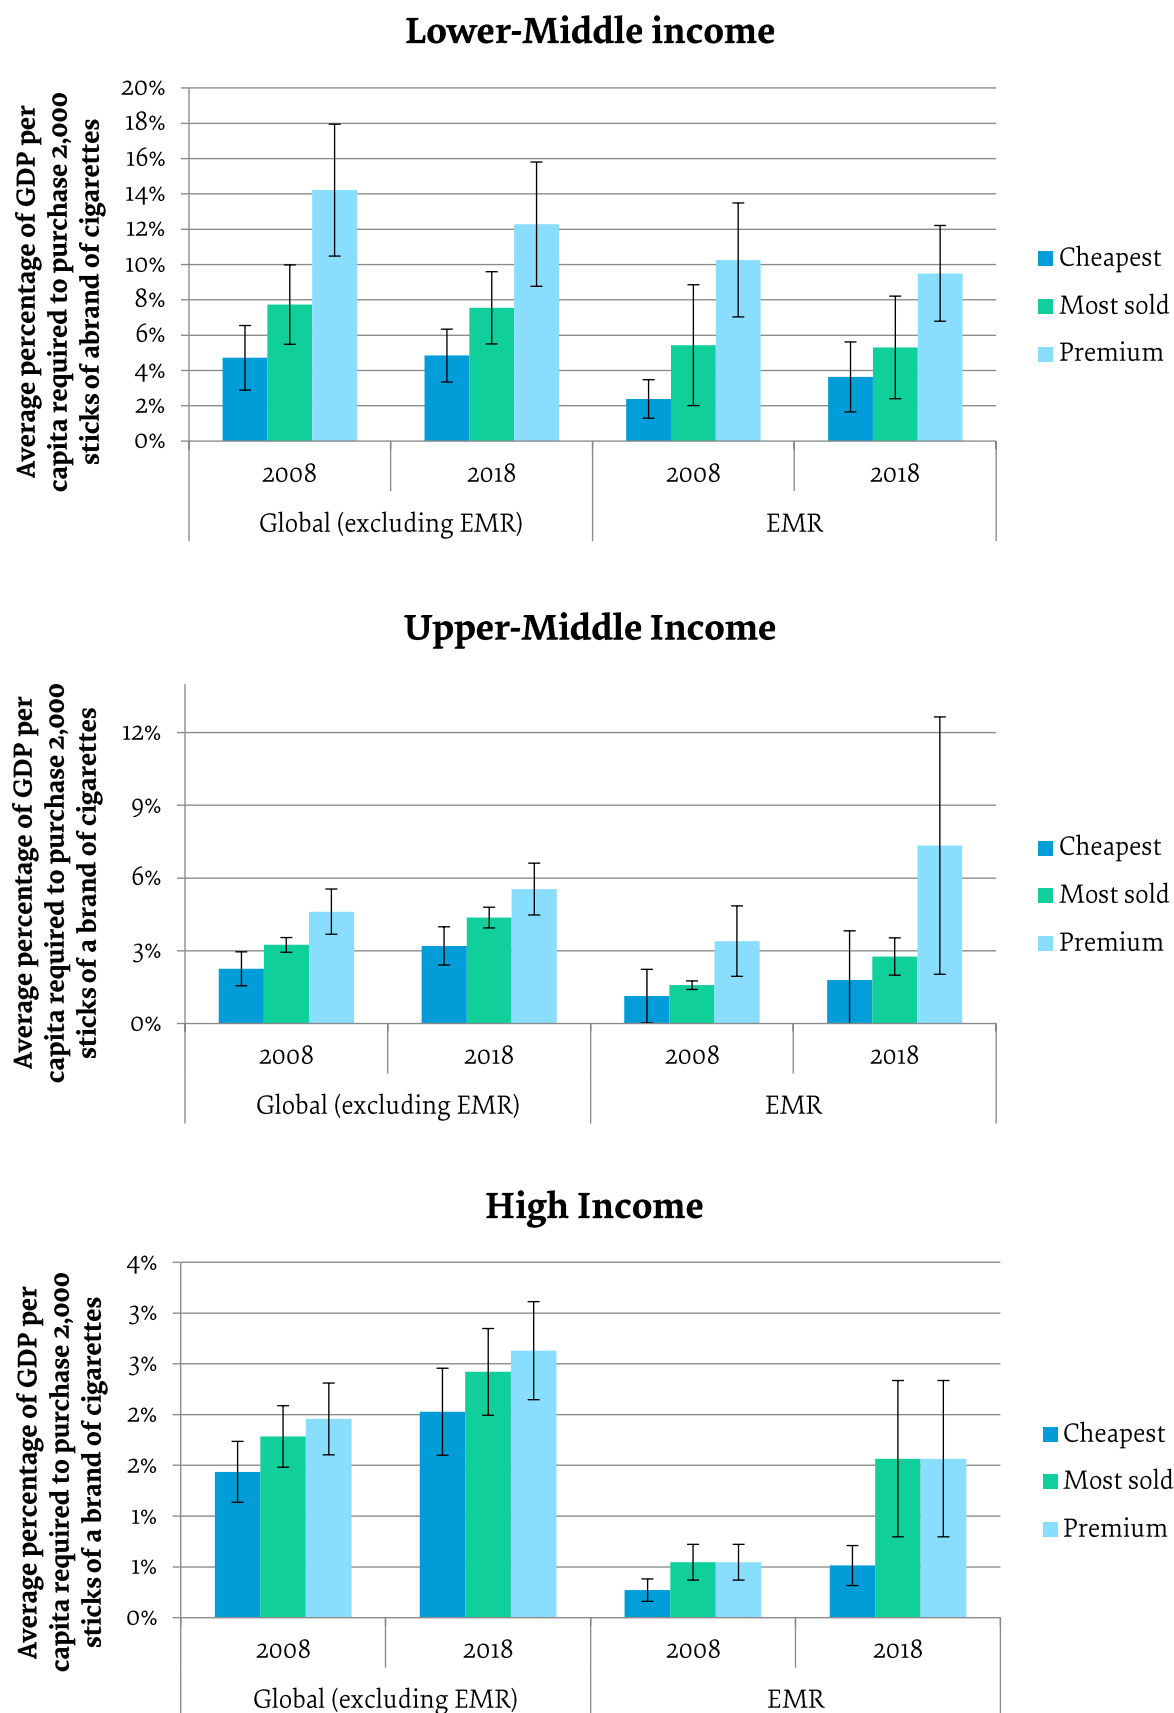 Lower-Middle income
Average percentage of GDP per
capita required to purchase 2,000
sticks of abrand of cigarettes
20%
18%
16%
14%
12%
10%
8%
6%
4%
2%
0%
2008
2018
2008
2018
Global (excluding EMR)
EMR
Cheapest
Most sold
Premium
Upper-Middle Income
Average percentage of GDP per
capita required to purchase 2,000
sticks of a brand of cigarettes
12%
9%
6%
3%
0%
2008
2018
2008
2018
Global (excluding EMR)
EMR
Cheapest
Most sold
Premium
High Income
Average percentage of GDP per
capita required to purchase 2,000
sticks of a brand of cigarettes
4%
3%
3%
2%
2%
1%
1%
0%
2008
2018
2008
2018
Global (excluding EMR)
EMR
Cheapest
Most sold
Premium